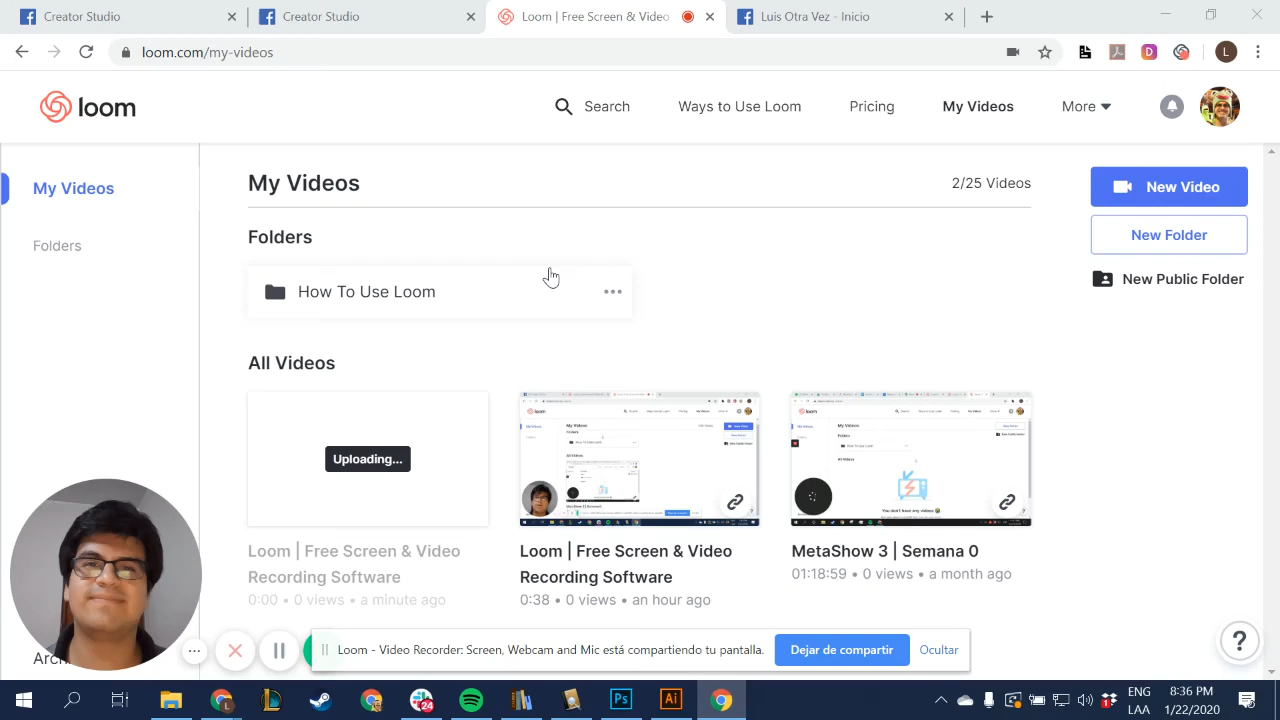 Creator Studio
Creator Studio
Loom | Free Screen & Video
Luis Otra Vez - Inicio
loom.com/my-videos
L
loom
Search
Ways to Use Loom
Pricing
My Videos
More
My Videos
Folders
My Videos
2/25 Videos
New Video
New Folder
New Public Folder
Folders
How To Use Loom
All Videos
Uploading...
Loom | Free Screen & Video
Recording Software
0:00 • 0 views • a minute ago
Loom | Free Screen & Video
Recording Software
0:38 • 0 views • an hour ago
MetaShow 3 | Semana 0
01:18:59 • 0 views • a month ago
Arch
Loom - Video Recorder: Screen, Webcam and Mic está compartiendo tu pantalla.
Dejar de compartir
Ocultar
?
24
Ps
Ai
ENG
LAA
8:36 PM
1/22/2020